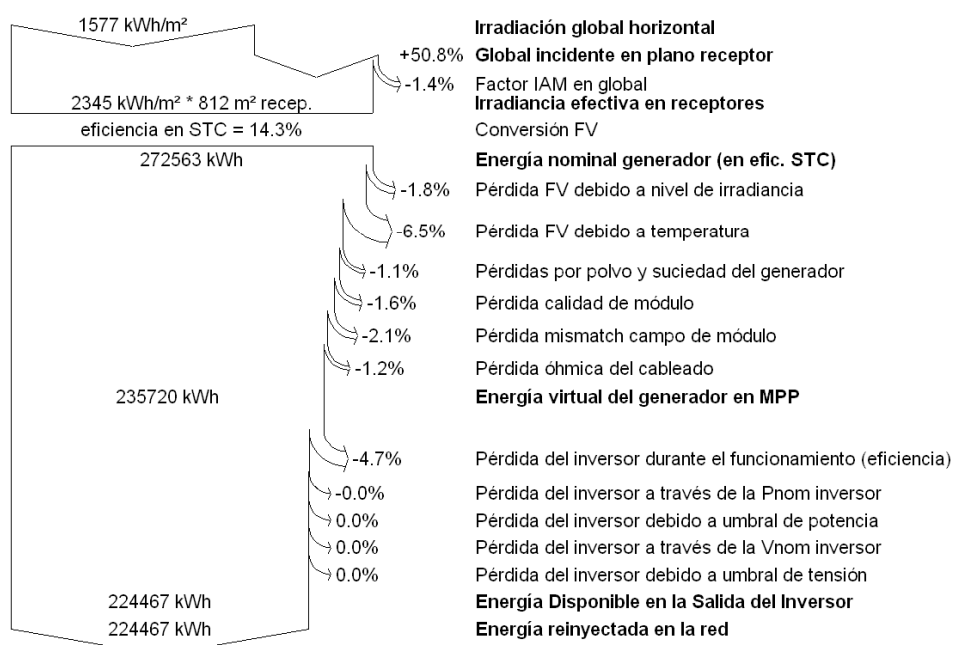 1577 kWh/m² Irradiación global horizontal
+50.8% Global incidente en plano receptor
-1.4% Factor IAM en global
2345 kWh/m² * 812 m² recep. Irradiancia efectiva en receptores
eficiencia en STC = 14.3% Conversión FV
272563 kWh Energía nominal generador (en efic. STC)
-1.8% Pérdida FV debido a nivel de irradiancia
-6.5% Pérdida FV debido a temperatura
-1.1% Pérdidas por polvo y suciedad del generador
-1.6% Pérdida calidad de módulo
-2.1% Pérdida mismatch campo de módulo
-1.2% Pérdida óhmica del cableado
235720 kWh Energía virtual del generador en MPP
-4.7% Pérdida del inversor durante el funcionamiento (eficiencia)
-0.0% Pérdida del inversor a través de la Pnom inversor
0.0% Pérdida del inversor debido a umbral de potencia
0.0% Pérdida del inversor a través de la Vnom inversor
0.0% Pérdida del inversor debido a umbral de tensión
224467 kWh Energía Disponible en la Salida del Inversor
224467 kWh Energía reinyectada en la red